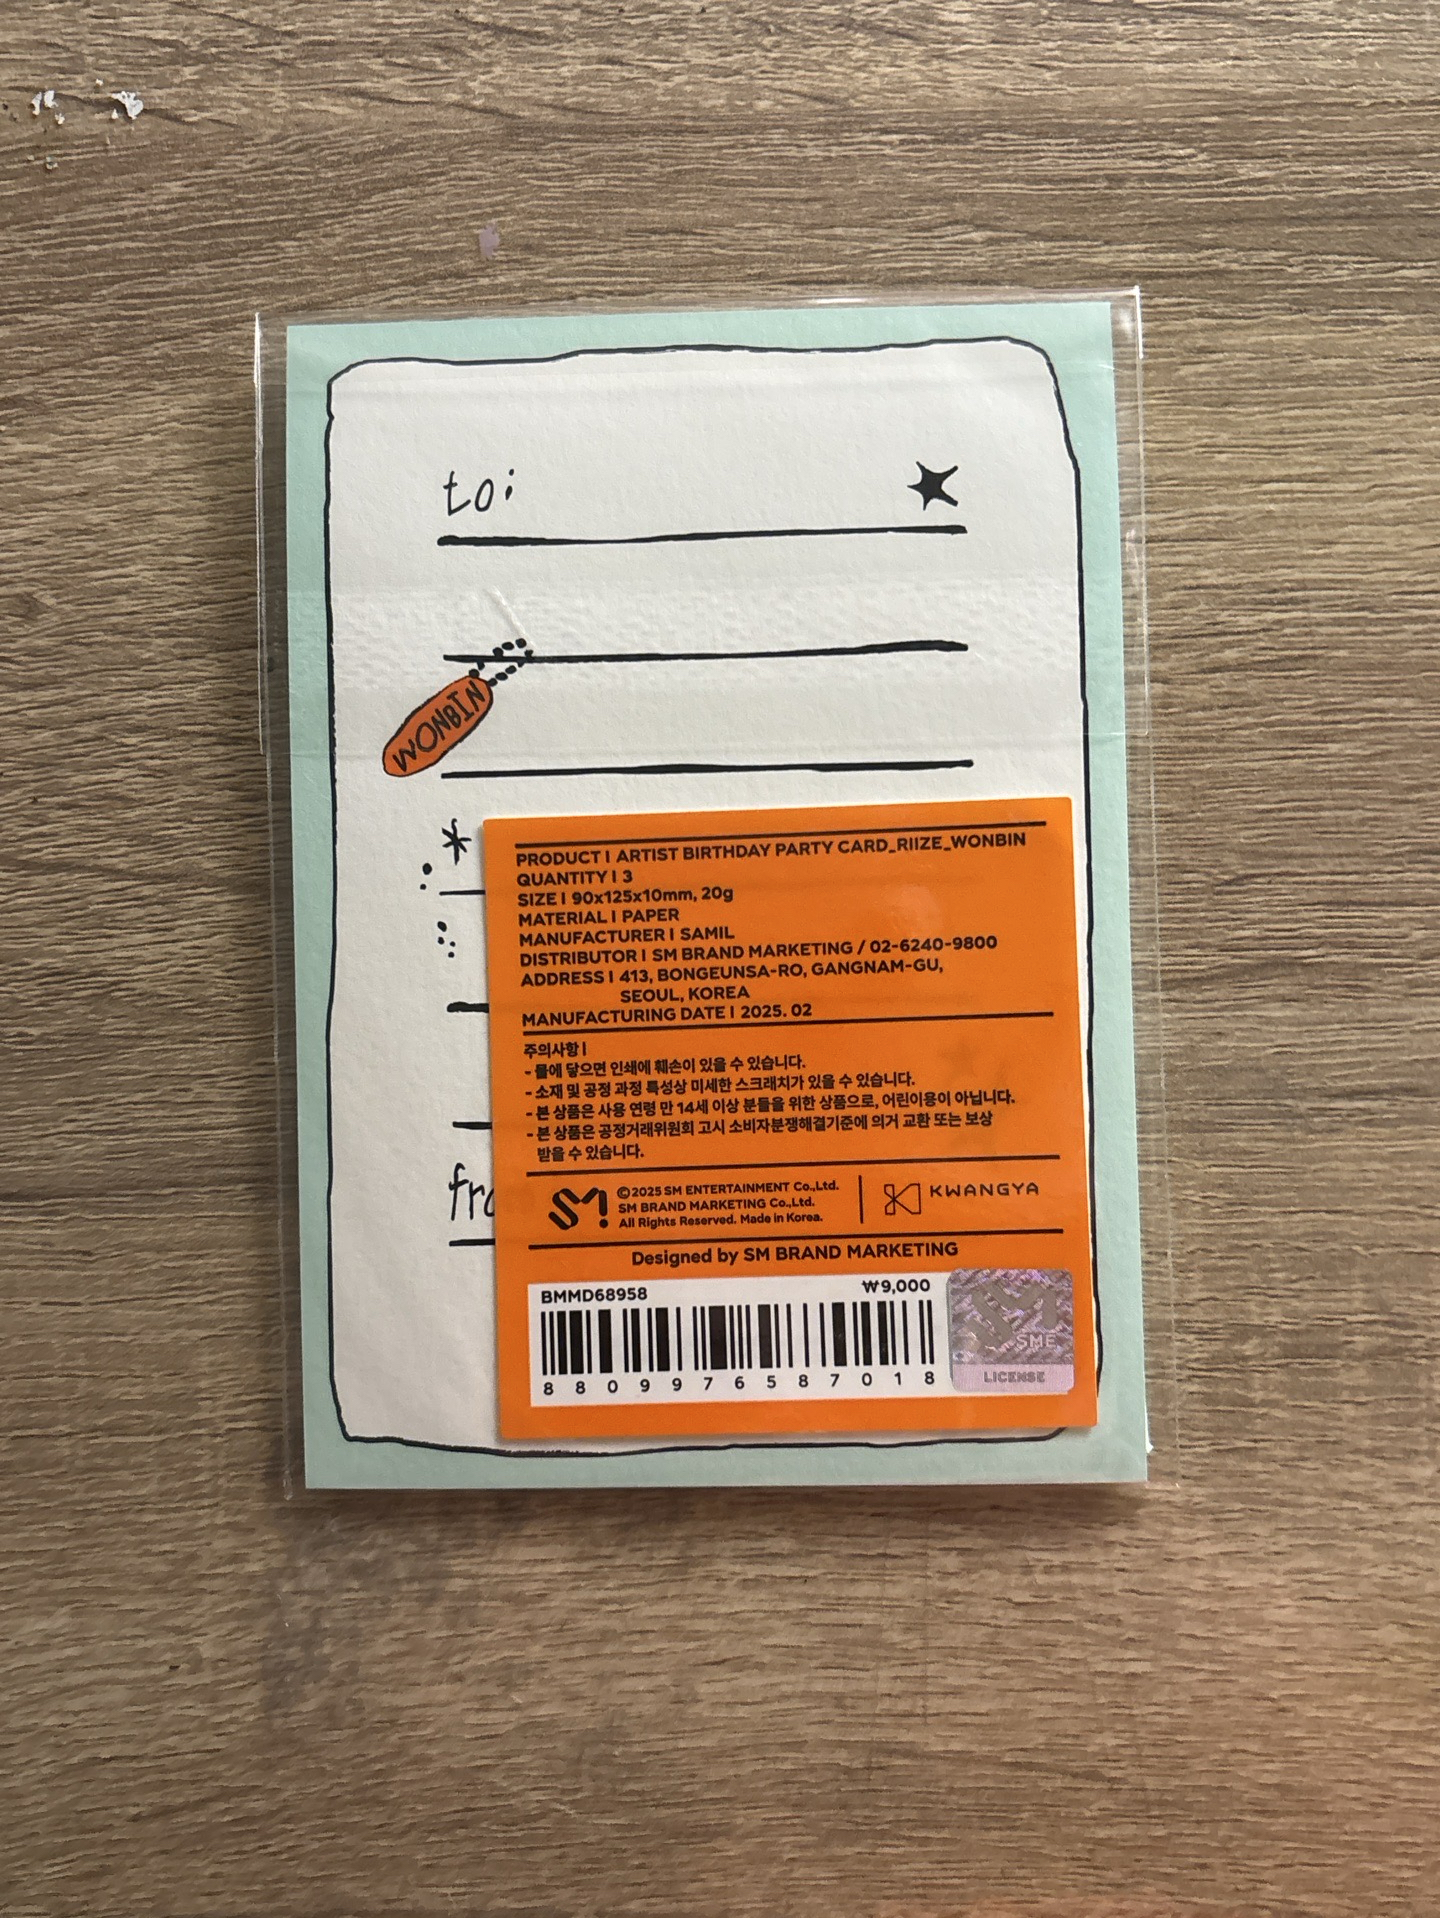 to:
WONBIN
*
PRODUCT | ARTIST BIRTHDAY PARTY CARD_RIIZE_WONBIN
QUANTITY | 3
SIZE | 90x125x10mm, 20g
MATERIAL | PAPER
MANUFACTURER | SAMIL
DISTRIBUTOR | SM BRAND MARKETING / 02-6240-9800
ADDRESS | 413, BONGEUNSA-RO, GANGNAM-GU,
SEOUL, KOREA
MANUFACTURING DATE | 2025. 02
주의사항 |
- 물에 닿으면 인쇄에 훼손이 있을 수 있습니다.
- 소재 및 공정 과정 특성상 미세한 스크래치가 있을 수 있습니다.
- 본 상품은 사용 연령 만 14세 이상 분들을 위한 상품으로, 어린이용이 아닙니다.
- 본 상품은 공정거래위원회 고시 소비자분쟁해결기준에 의거 교환 또는 보상
받을 수 있습니다.
fro
SM
©2025 SM ENTERTAINMENT Co.,Ltd.
SM BRAND MARKETING Co.,Ltd.
All Rights Reserved. Made in Korea.
KWANGYA
Designed by SM BRAND MARKETING
BMMD68958 ₩9,000
8809976587018
SM
SME
LICENSE